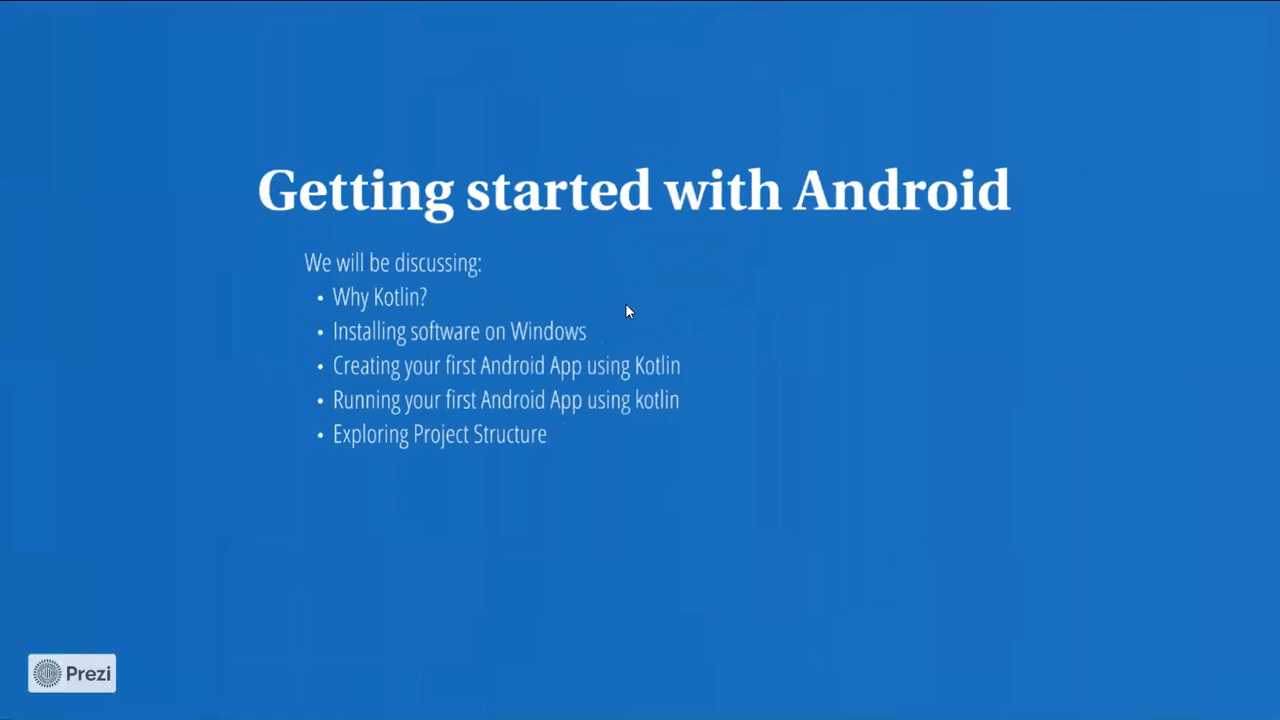 Getting started with Android
We will be discussing:
• Why Kotlin?
• Installing software on Windows
• Creating your first Android App using Kotlin
• Running your first Android App using kotlin
• Exploring Project Structure
Prezi